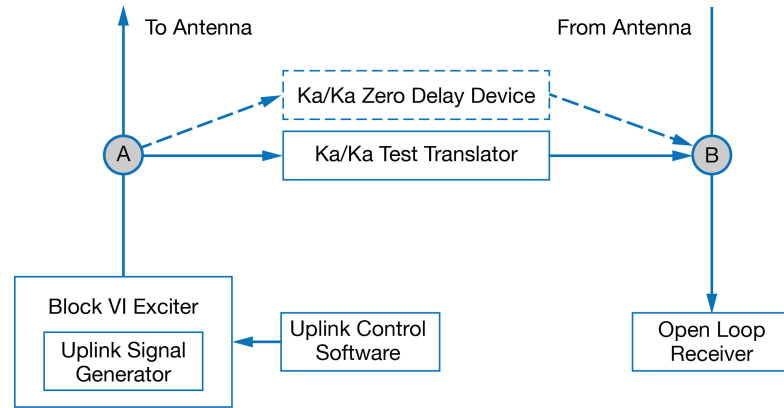 To Antenna
From Antenna
Ka/Ka Zero Delay Device
A
Ka/Ka Test Translator
B
Block VI Exciter
Uplink Signal
Generator
Uplink Control
Software
Open Loop
Receiver